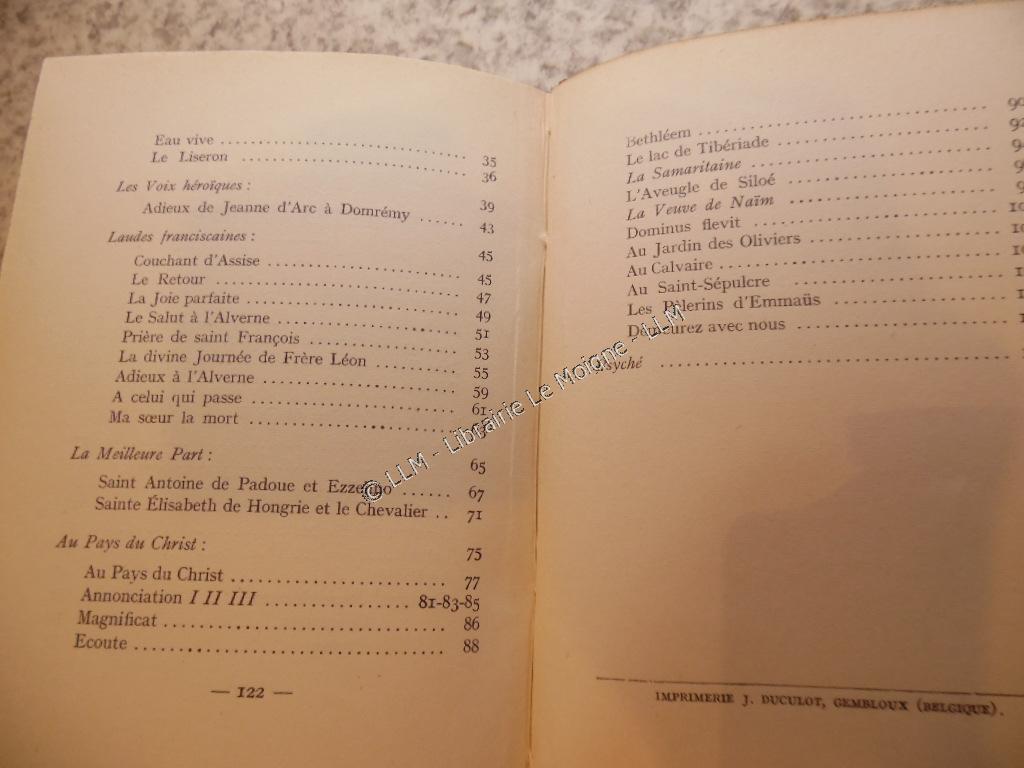 Eau vive ........ 35
Le Liseron ........ 36
Les Voix héroïques : 39
Adieux de Jeanne d'Arc à Domrémy ...... 43
Laudes franciscaines : 45
Couchant d'Assise ........ 45
Le Retour ........ 47
La Joie parfaite ........ 49
Le Salut à l'Alverne ........ 51
Prière de saint François ........ 53
La divine Journée de Frère Léon ........ 55
Adieux à l'Alverne ........ 59
A celui qui passe ........ 61
Ma sœur la mort ........
La Meilleure Part : 65
Saint Antoine de Padoue et ...... 67
Sainte Élisabeth de Hongrie et le Chevalier .. 71
Au Pays du Christ : 75
Au Pays du Christ ........ 77
Annonciation I II III ........ 81-83-85
Magnificat ........ 86
Ecoute ........ 88
— 122 —
Bethléem ........
Le lac de Tibériade ........
La Samaritaine ........
L'Aveugle de Siloé ........
La Veuve de Naïm ........
Dominus flevit ........
Au Jardin des Oliviers ........
Au Calvaire ........
Au Saint-Sépulcre ........
Les Pèlerins d'Emmaüs ........
Demeurez avec nous ........
Psyché ........
IMPRIMERIE J. DUCULOT, GEMBLOUX (BELGIQUE).
© LLM - Librairie Le Moigne - LLM